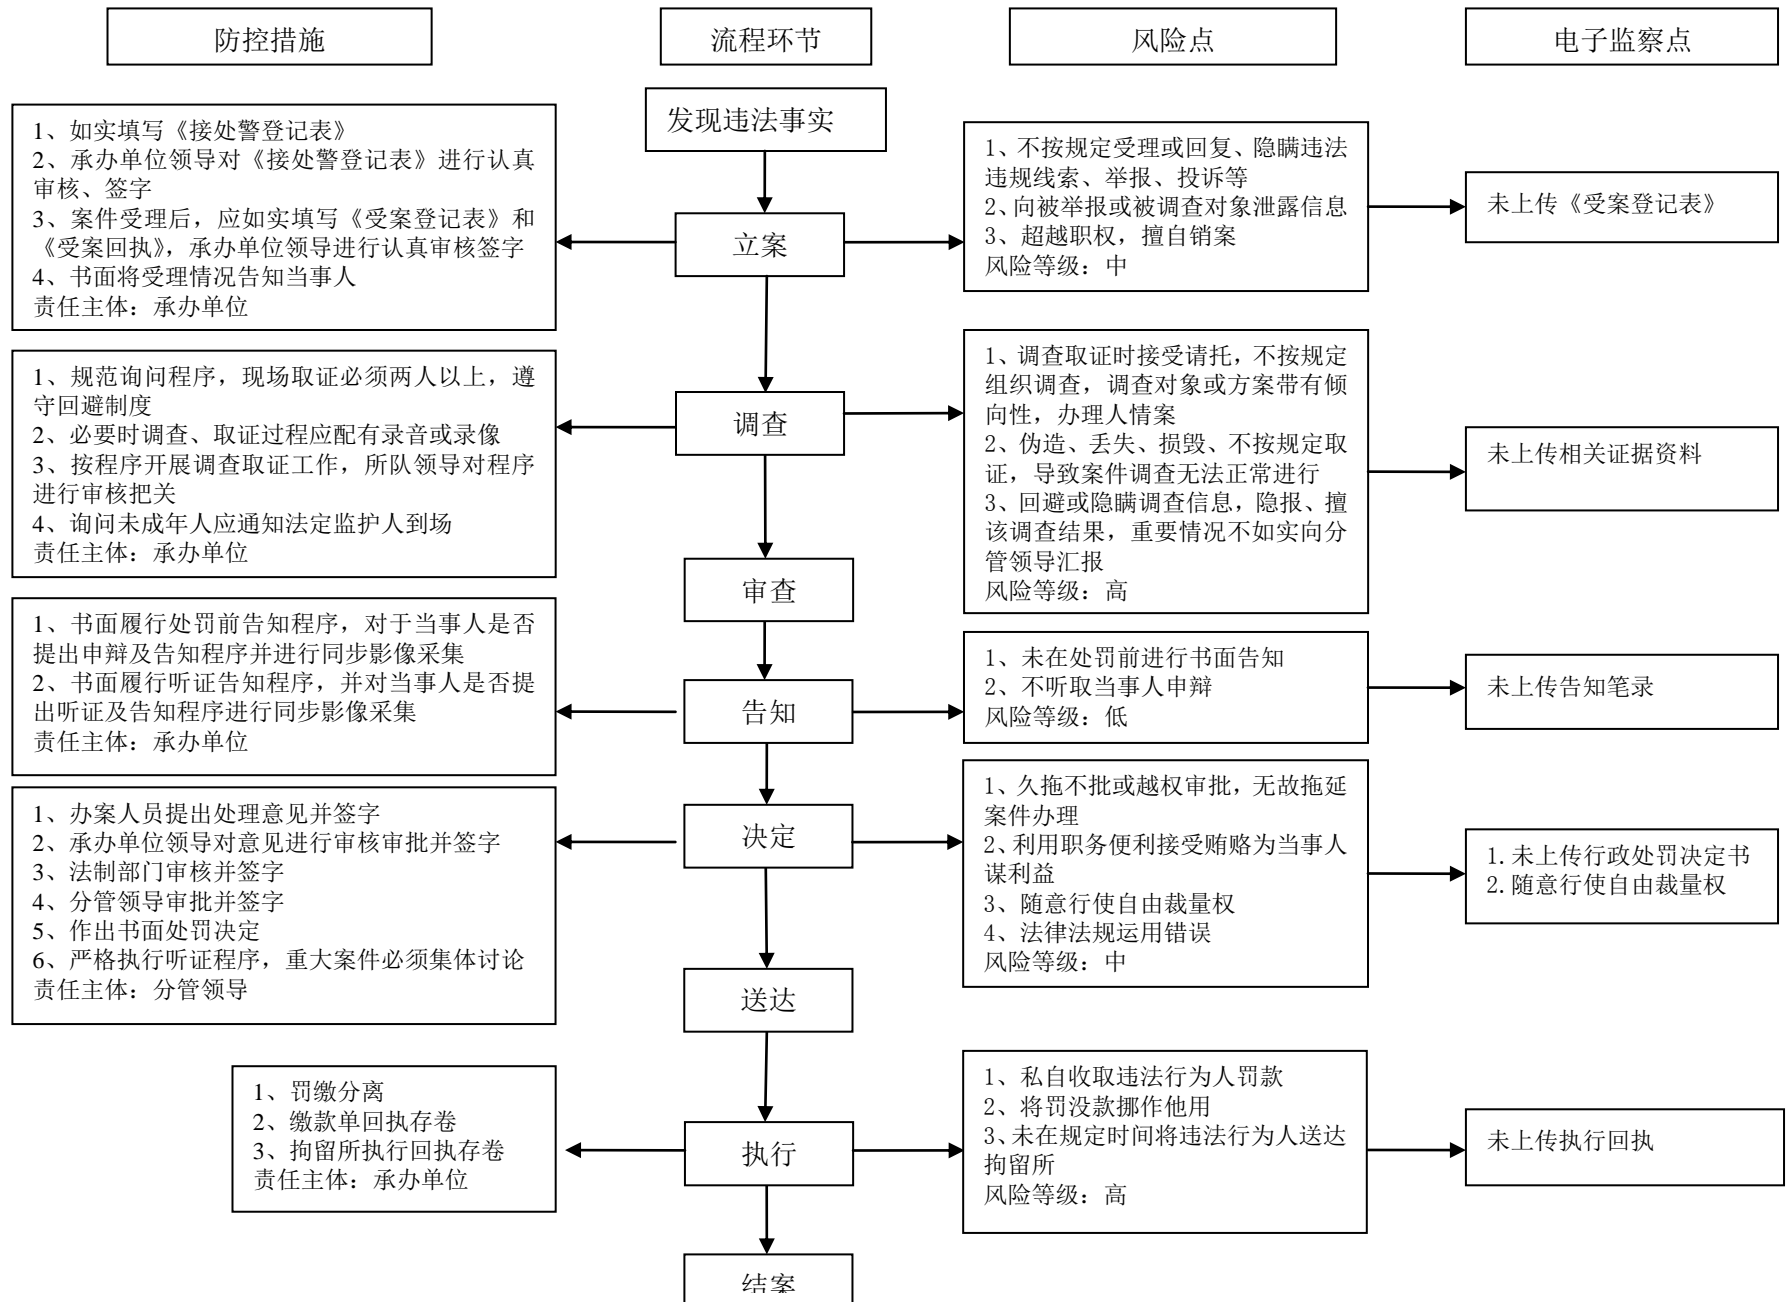 防控措施
流程环节
风险点
电子监察点
发现违法事实
1、如实填写《接处警登记表》
2、承办单位领导对《接处警登记表》进行认真
审核、签字
3、案件受理后，应如实填写《受案登记表》和
《受案回执》，承办单位领导进行认真审核签字
4、书面将受理情况告知当事人
责任主体：承办单位
立案
1、不按规定受理或回复、隐瞒违法
违规线索、举报、投诉等
2、向被举报或被调查对象泄露信息
3、超越职权，擅自销案
风险等级：中
未上传《受案登记表》
1、规范询问程序，现场取证必须两人以上，遵
守回避制度
2、必要时调查、取证过程应配有录音或录像
3、按程序开展调查取证工作，所队领导对程序
进行审核把关
4、询问未成年人应通知法定监护人到场
责任主体：承办单位
调查
1、调查取证时接受请托，不按规定
组织调查，调查对象或方案带有倾
向性，办理人情案
2、伪造、丢失、损毁、不按规定取
证，导致案件调查无法正常进行
3、回避或隐瞒调查信息，隐报、擅
该调查结果，重要情况不如实向分
管领导汇报
风险等级：高
未上传相关证据资料
审查
1、书面履行处罚前告知程序，对于当事人是否
提出申辩及告知程序并进行同步影像采集
2、书面履行听证告知程序，并对当事人是否提
出听证及告知程序进行同步影像采集
责任主体：承办单位
告知
1、未在处罚前进行书面告知
2、不听取当事人申辩
风险等级：低
未上传告知笔录
1、办案人员提出处理意见并签字
2、承办单位领导对意见进行审核审批并签字
3、法制部门审核并签字
4、分管领导审批并签字
5、作出书面处罚决定
6、严格执行听证程序，重大案件必须集体讨论
责任主体：分管领导
决定
1、久拖不批或越权审批，无故拖延
案件办理
2、利用职务便利接受贿赂为当事人
谋利益
3、随意行使自由裁量权
4、法律法规运用错误
风险等级：中
1.未上传行政处罚决定书
2.随意行使自由裁量权
送达
1、罚缴分离
2、缴款单回执存卷
3、拘留所执行回执存卷
责任主体：承办单位
执行
1、私自收取违法行为人罚款
2、将罚没款挪作他用
3、未在规定时间将违法行为人送达
拘留所
风险等级：高
未上传执行回执
结案